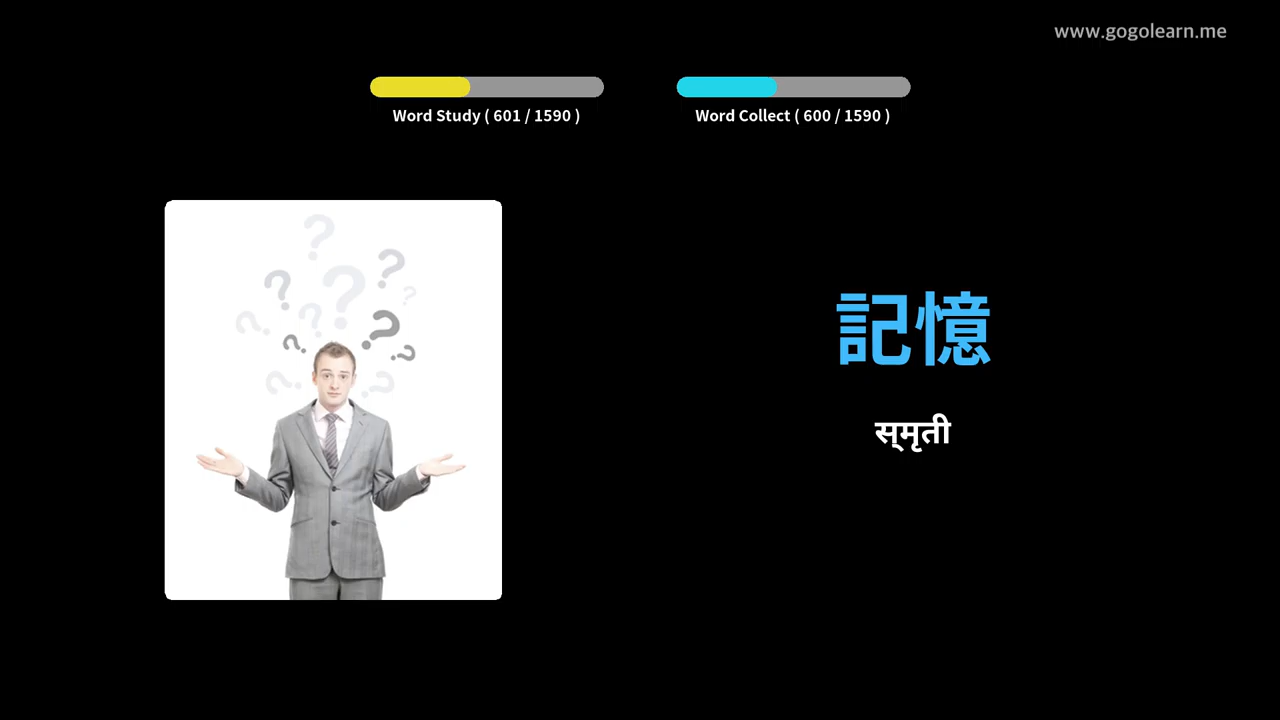 www.gogolearn.me
Word Study ( 601 / 1590 )
Word Collect ( 600 / 1590 )
記憶
स्मृती